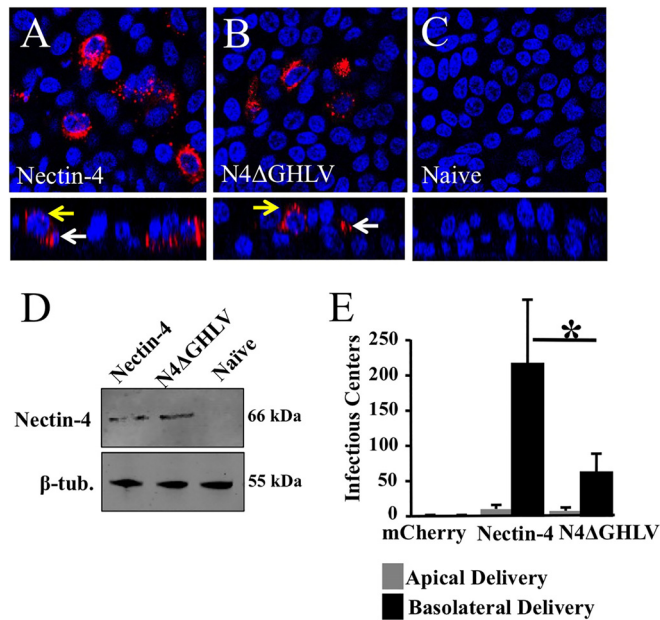 A
B
C
Nectin-4
N4ΔGHLV
Naive
D
Nectin-4
N4ΔGHLV
Naïve
Nectin-4
66 kDa
β-tub.
55 kDa
E
Infectious Centers
250
200
150
100
50
0
*
mCherry
Nectin-4
N4ΔGHLV
Apical Delivery
Basolateral Delivery